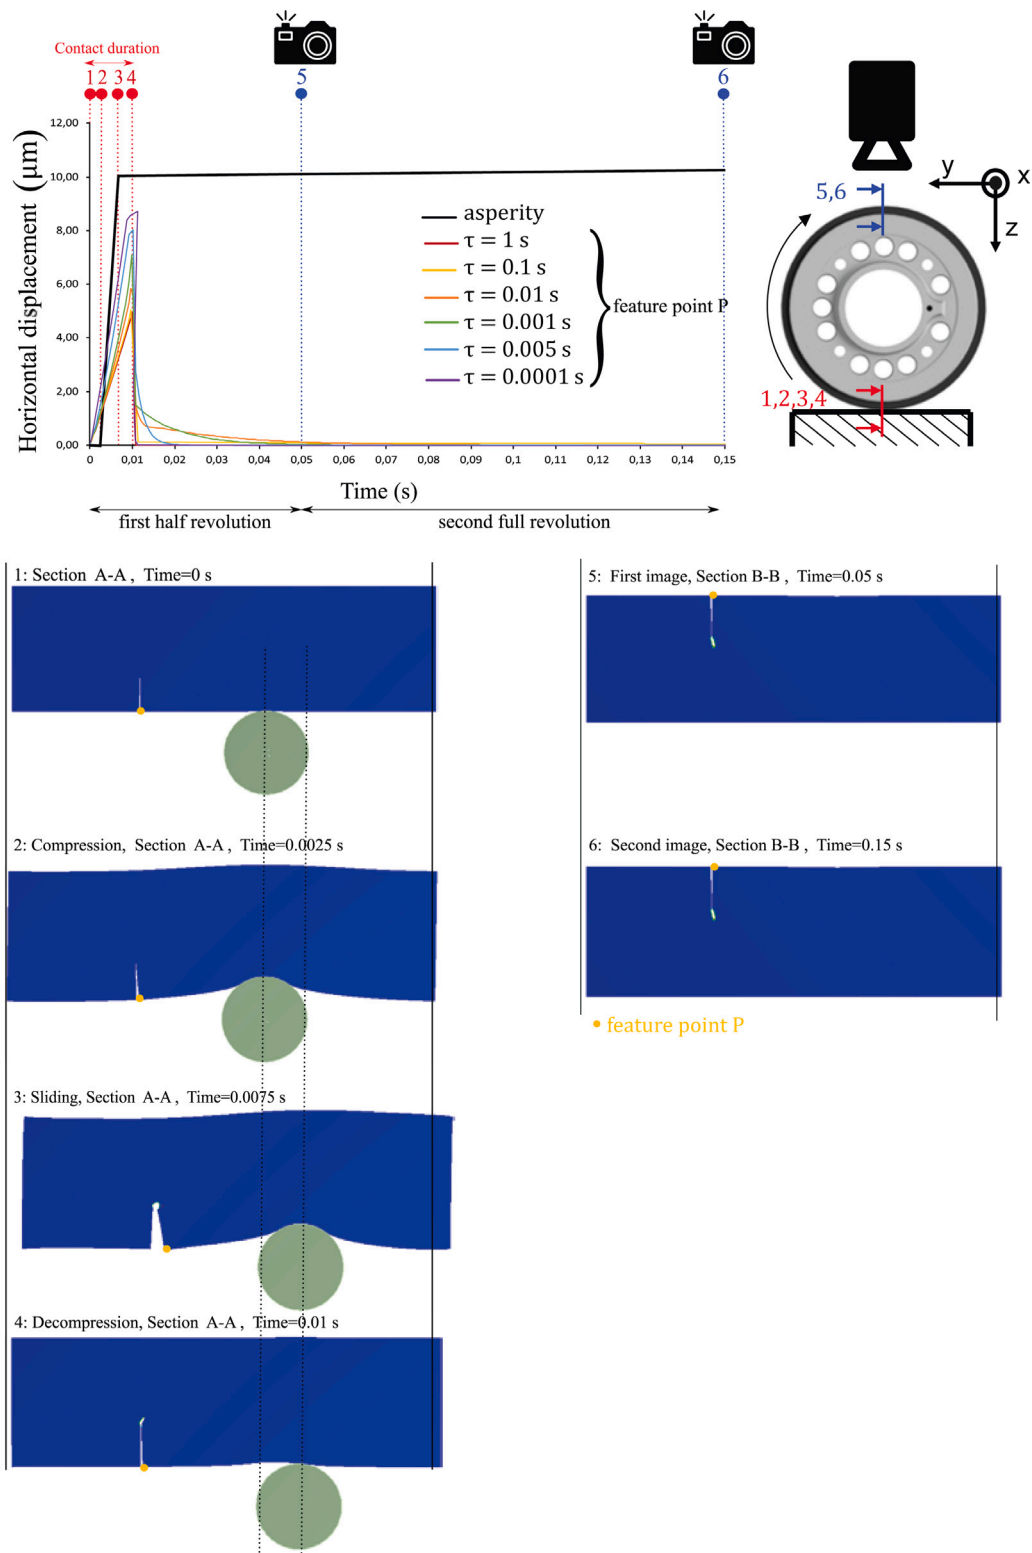 Contact duration
1 2 3 4
5
6
Horizontal displacement (μm)
12,00
10,00
8,00
6,00
4,00
2,00
0,00
0 0,01 0,02 0,03 0,04 0,05 0,06 0,07 0,08 0,09 0,1 0,11 0,12 0,13 0,14 0,15
Time (s)
first half revolution
second full revolution
asperity
τ = 1 s
τ = 0.1 s
τ = 0.01 s
τ = 0.001 s
τ = 0.005 s
τ = 0.0001 s
feature point P
y
x
z
5,6
1,2,3,4
1: Section A-A , Time=0 s
2: Compression, Section A-A , Time=0.0025 s
3: Sliding, Section A-A , Time=0.0075 s
4: Decompression, Section A-A , Time=0.01 s
5: First image, Section B-B , Time=0.05 s
6: Second image, Section B-B , Time=0.15 s
feature point P